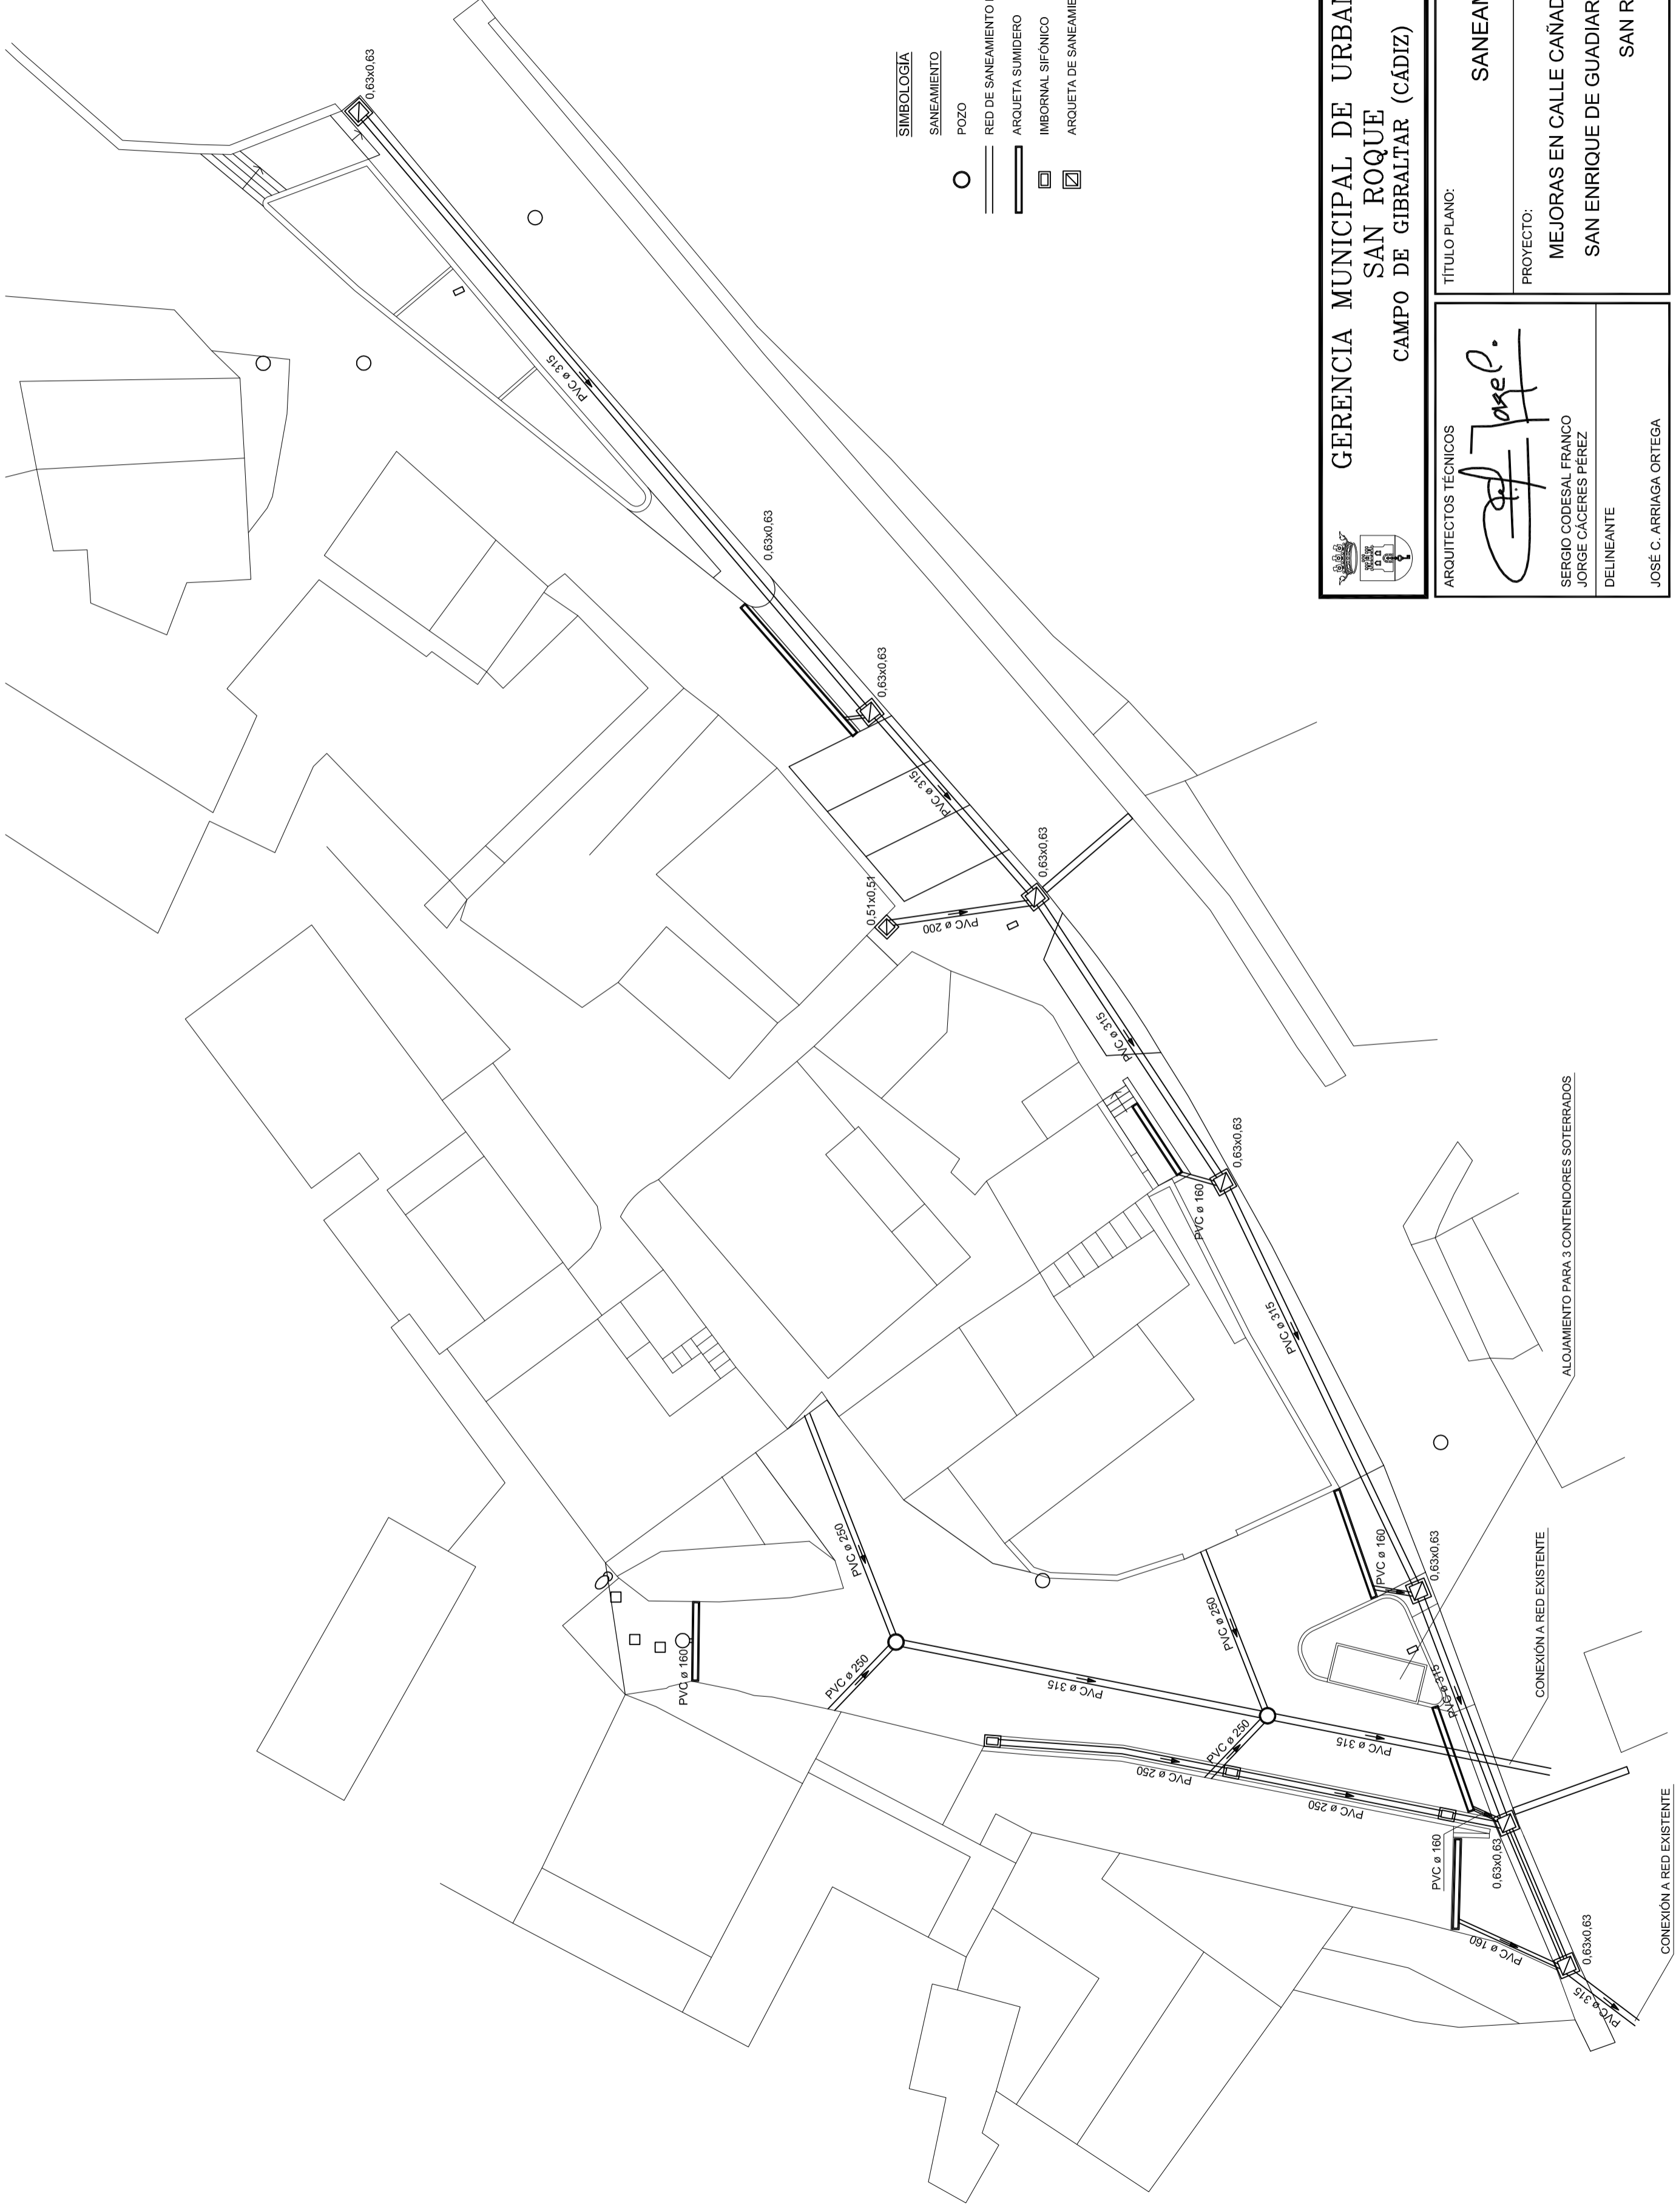 0,63x0,63
PVC ø 315
0,63x0,63
0,63x0,63
PVC ø 315
0,63x0,63
0,51x0,51
PVC ø 200
PVC ø 315
0,63x0,63
PVC ø 160
PVC ø 315
PVC ø 160
0,63x0,63
PVC ø 250
PVC ø 160
PVC ø 250
PVC ø 315
PVC ø 250
PVC ø 250
PVC ø 315
PVC ø 315
PVC ø 250
PVC ø 250
PVC ø 160
0,63x0,63
PVC ø 160
0,63x0,63
PVC ø 315
ALOJAMIENTO PARA 3 CONTENDORES SOTERRADOS
CONEXIÓN A RED EXISTENTE
CONEXIÓN A RED EXISTENTE
SIMBOLOGÍA
SANEAMIENTO
POZO
RED DE SANEAMIENTO
ARQUETA SUMIDERO
IMBORNAL SIFÓNICO
ARQUETA DE
GERENCIA MUNICIPAL DE
SAN ROQUE
CAMPO DE GIBRALTAR (CÁDIZ)
ARQUITECTOS TÉCNICOS
SERGIO CODESAL FRANCO
JORGE CÁCERES PÉREZ
DELINEANTE
JOSÉ C. ARRIAGA ORTEGA
TÍTULO PLANO:
PROYECTO:
MEJORAS EN CALLE
SAN ENRIQUE DE
SAN